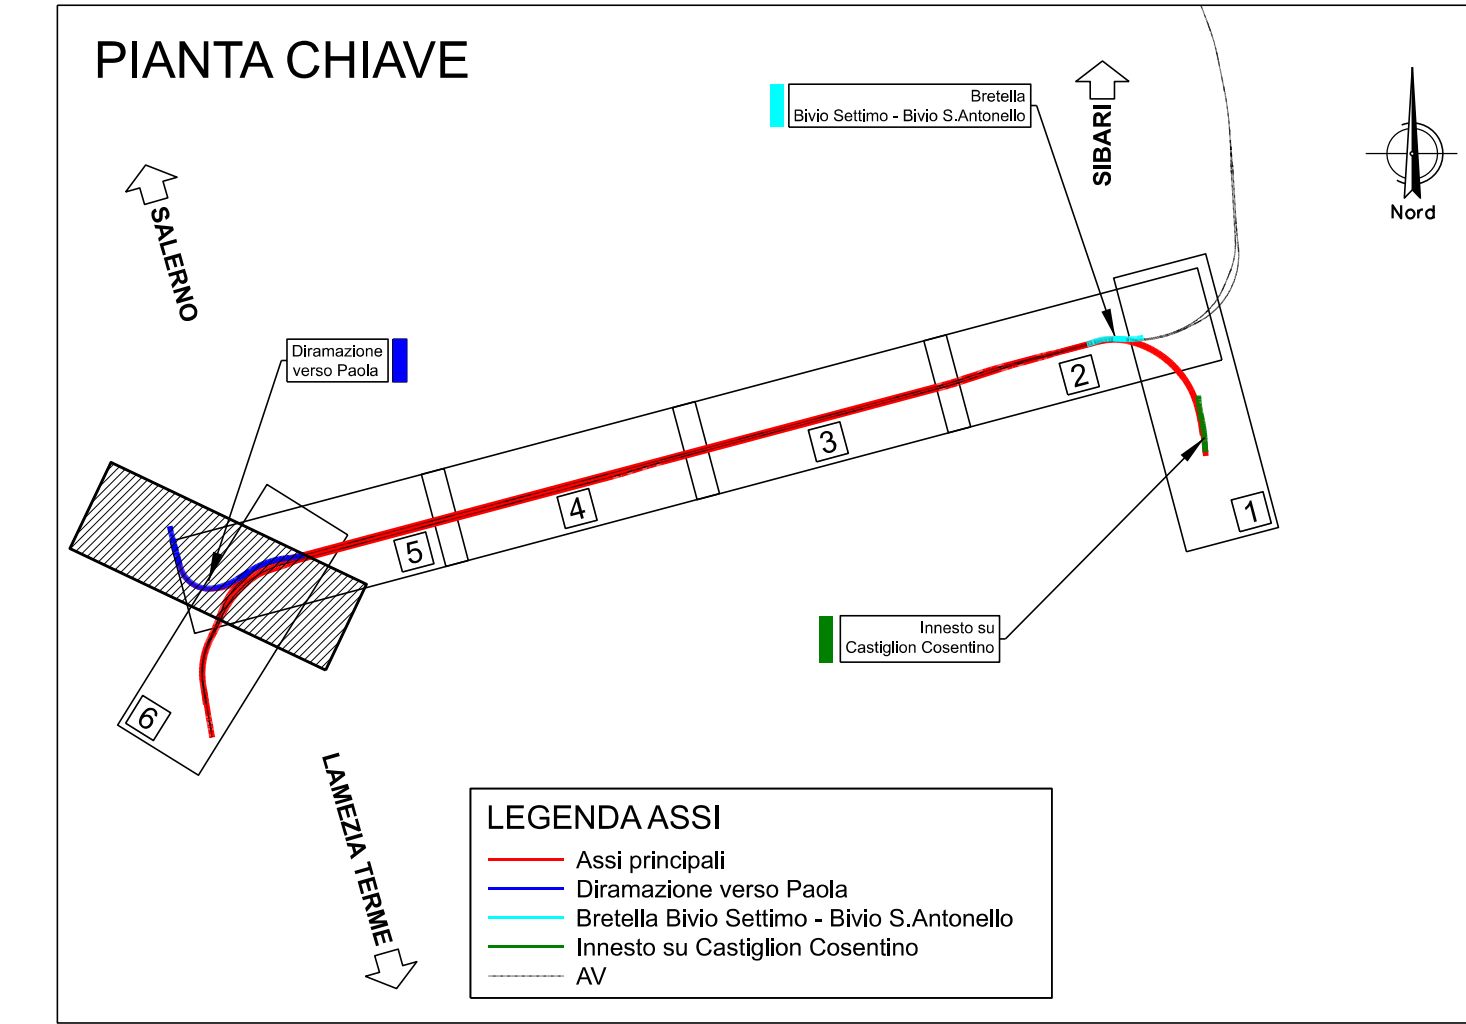 PIANTA CHIAVE
Bretella
Bivio Settimo - Bivio S.Antonello
SIBARI
Nord
SALERNO
Diramazione
verso Paola
2
3
1
4
5
Innesto su
Castiglion Cosentino
6
LAMEZIA TERME
LEGENDA ASSI
Assi principali
Diramazione verso Paola
Bretella Bivio Settimo - Bivio S.Antonello
Innesto su Castiglion Cosentino
AV